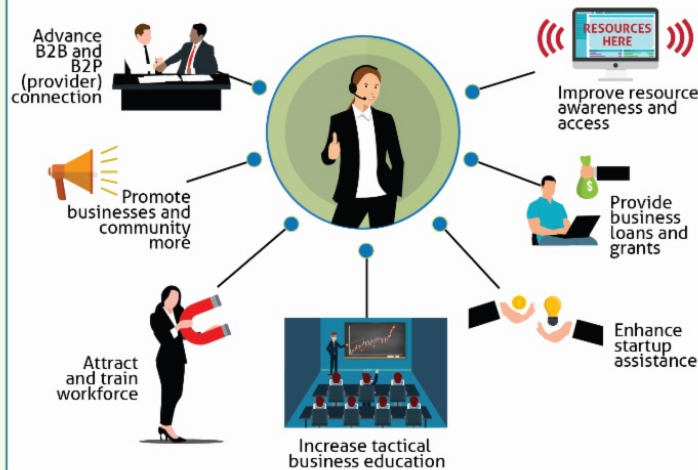 Advance
B2B and
B2P
(provider)
connection
RESOURCES
HERE
Improve resource
awareness and
access
Promote
businesses and
community
more
$
Provide
business
loans and
grants
Attract
and train
workforce
Enhance
startup
assistance
Increase tactical
business education